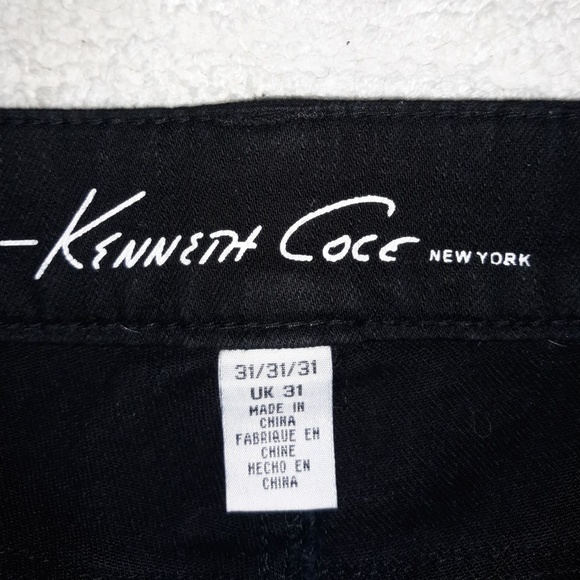 Kenneth Cole NEW YORK
31/31/31
UK 31
MADE IN
CHINA
FABRIQUE EN
CHINE
HECHO EN
CHINA